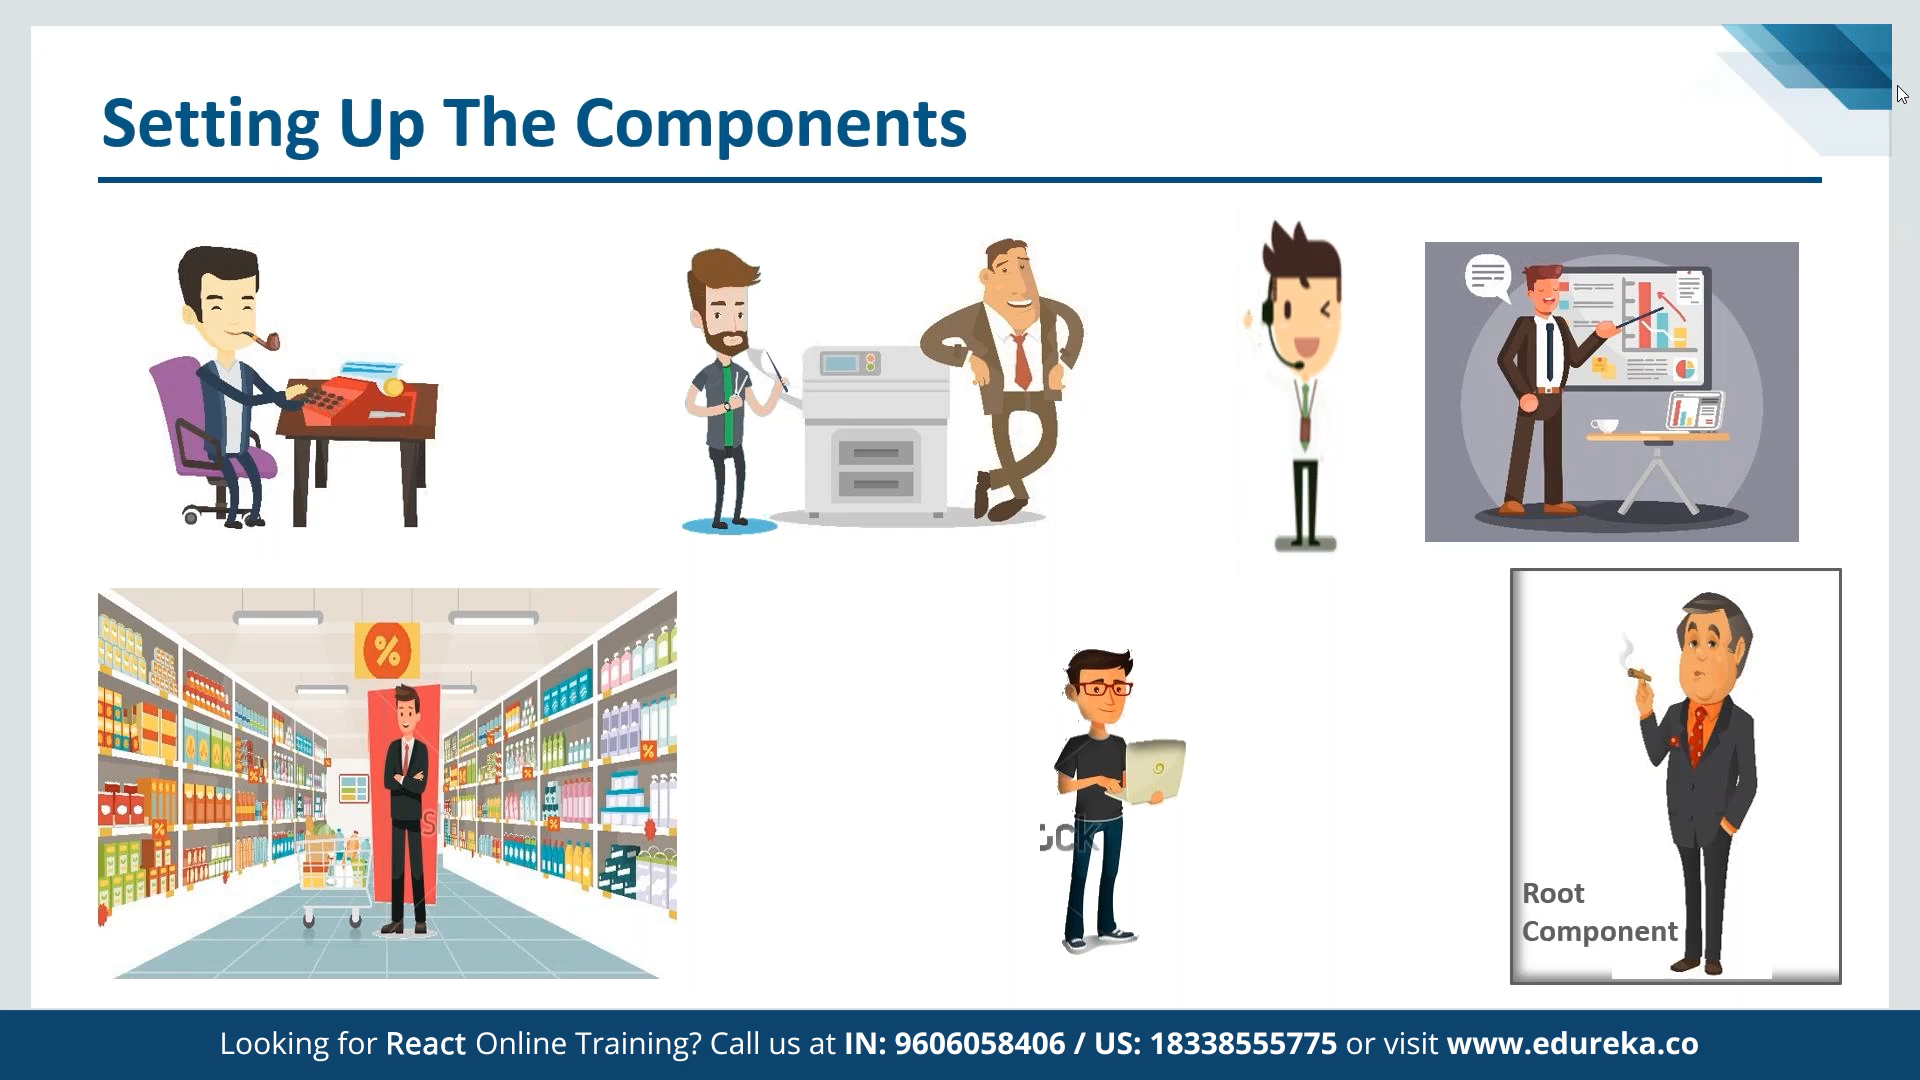 Setting Up The Components
%
Root
Component
Looking for React Online Training? Call us at IN: 9606058406 / US: 18338555775 or visit www.edureka.co